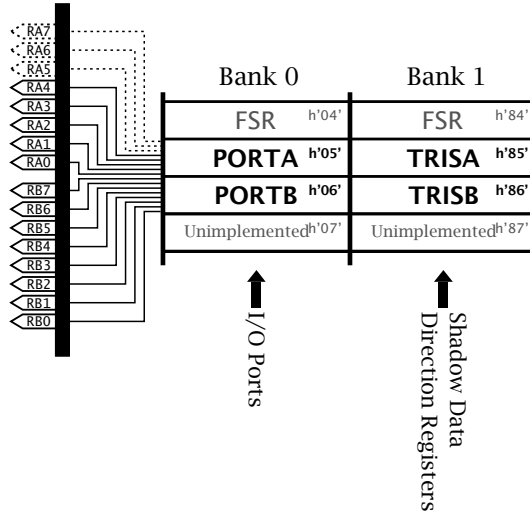 RA7
RA6
RA5
RA4
RA3
RA2
RA1
RA0
RB7
RB6
RB5
RB4
RB3
RB2
RB1
RB0
Bank 0 Bank 1
FSR h'04' FSR h'84'
PORTA h'05' TRISA h'85'
PORTB h'06' TRISB h'86'
Unimplemented h'07' Unimplemented h'87'
I/O Ports
Shadow Data
Direction Registers